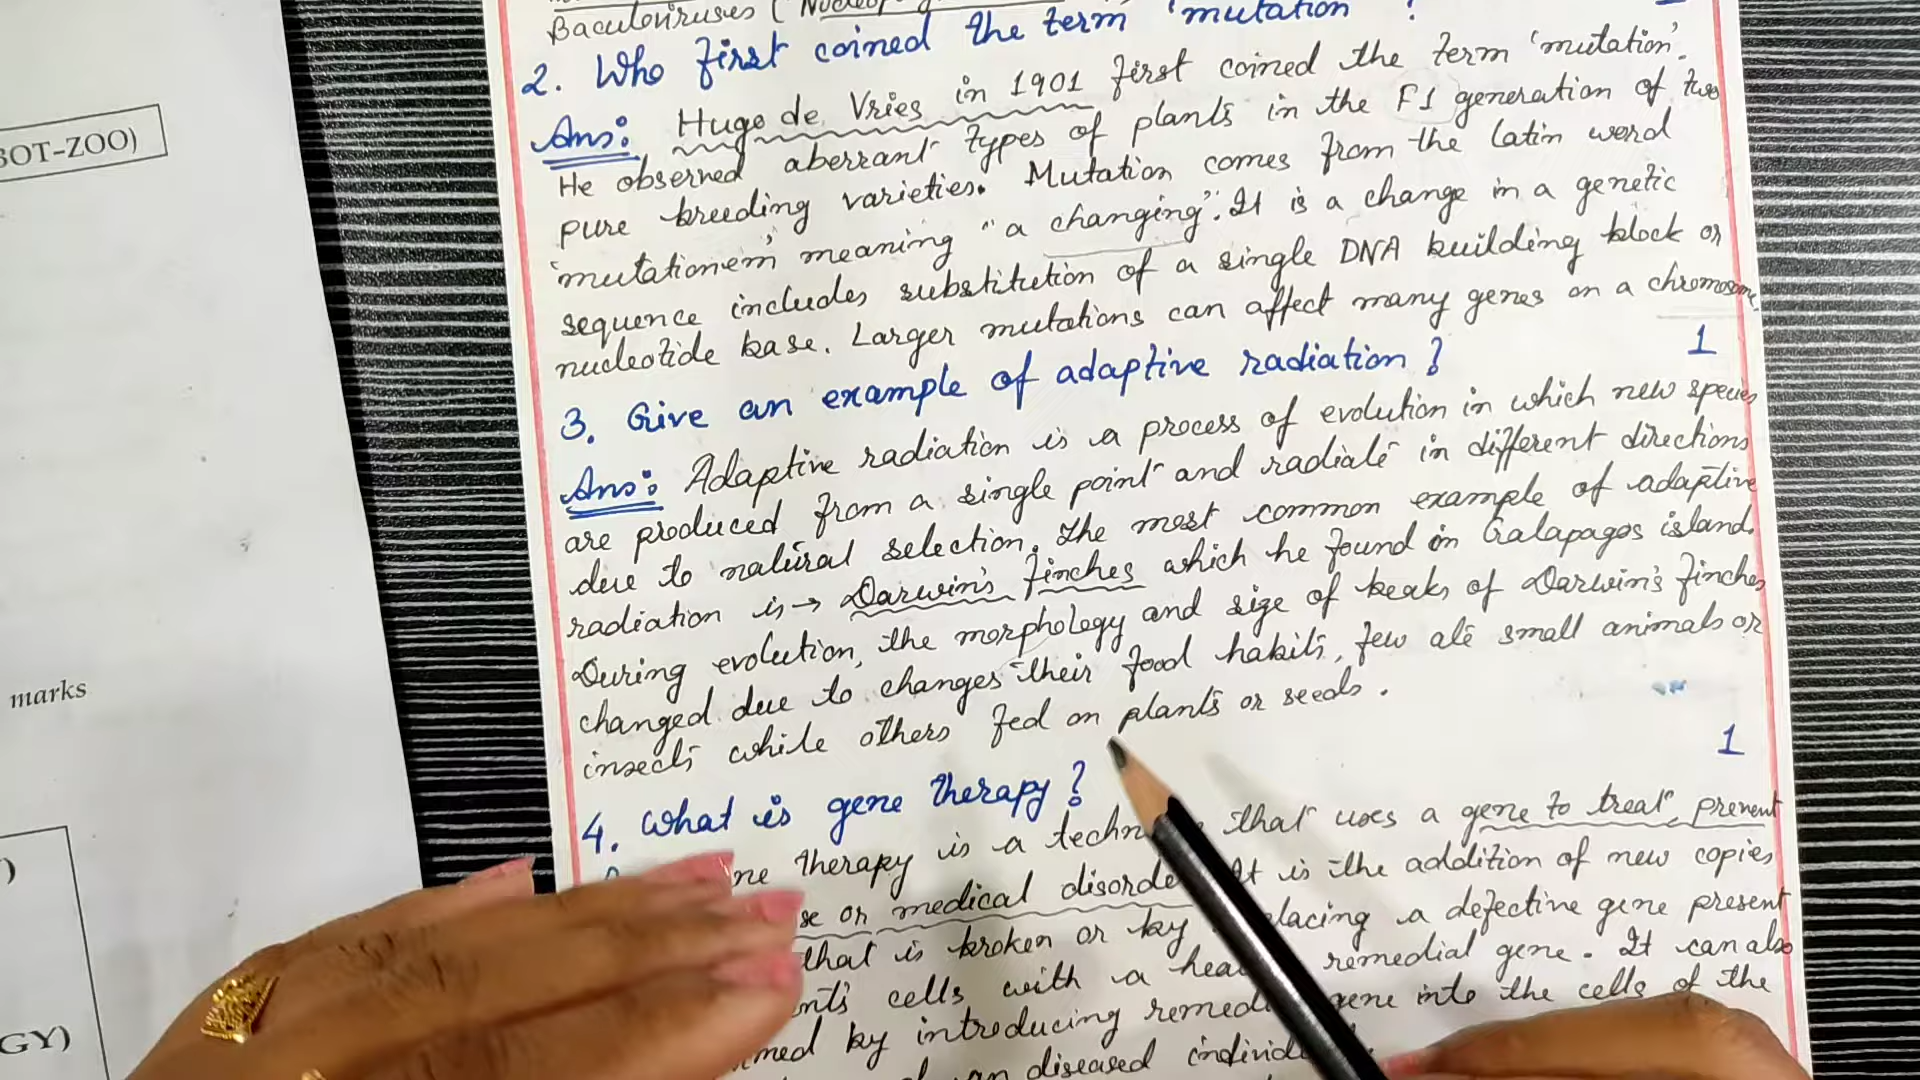 Baculoviruses (
2. Who first coined the term 'mutation' ?
Ans: Hugo de Vries in 1901 first coined the term 'mutation'.
He observed aberrant types of plants in the F1 generation of two
pure breeding varieties. Mutation comes from the Latin word
'mutationem' meaning "a changing". It is a change in a genetic
sequence includes substitution of a single DNA building block or
nucleotide base. Larger mutations can affect many genes on a chromosome.
3. Give an example of adaptive radiation ? 1
Ans: Adaptive radiation is a process of evolution in which new species
are produced from a single point and radiate in different directions
due to natural selection. The most common example of adaptive
radiation is → Darwin's finches which he found in Galapagos island.
During evolution, the morphology and size of beaks of Darwin's finches
changed due to changes their food habits, few ate small animals or
insects while others fed on plants or seeds.
4. What is gene therapy ? 1
therapy is a that uses a gene to treat, prevent
or medical It is the addition of new copies
that is broken or by a defective gene present
cells with a remedial gene. It can also
by introducing gene into the cells of the
diseased
BOT-ZOO)
marks
)
GY)